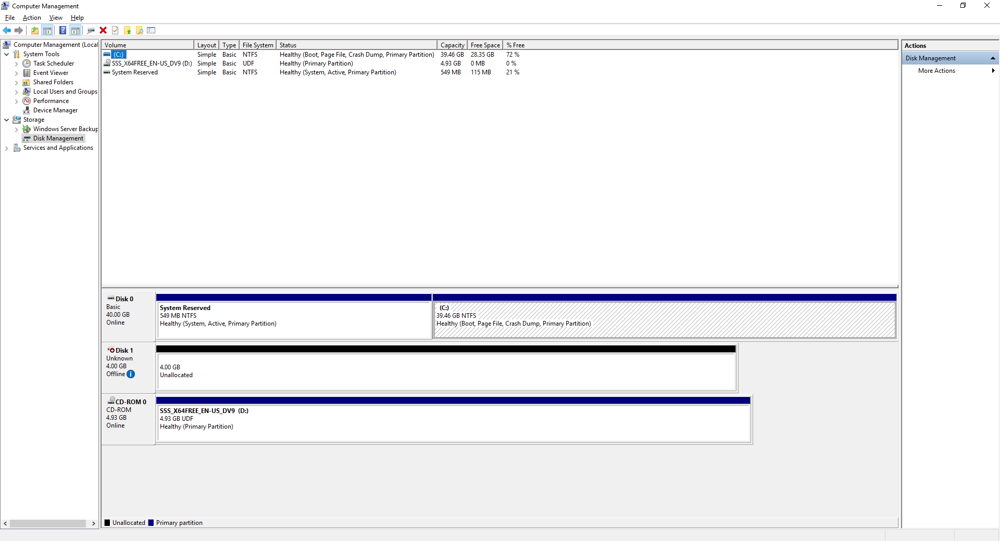 Computer Management
File Action View Help
Computer Management (Local
System Tools
Task Scheduler
Event Viewer
Shared Folders
Local Users and Groups
Performance
Device Manager
Storage
Windows Server Backup
Disk Management
Services and Applications
Volume Layout Type File System Status Capacity Free Space % Free
(C:) Simple Basic NTFS Healthy (Boot, Page File, Crash Dump, Primary Partition) 39.46 GB 28.35 GB 72 %
SSS_X64FREE_EN-US_DV9 (D:) Simple Basic UDF Healthy (Primary Partition) 4.93 GB 0 MB 0 %
System Reserved Simple Basic NTFS Healthy (System, Active, Primary Partition) 549 MB 115 MB 21 %
Disk 0
Basic
40.00 GB
Online
System Reserved
549 MB NTFS
Healthy (System, Active, Primary Partition)
(C:)
39.46 GB NTFS
Healthy (Boot, Page File, Crash Dump, Primary Partition)
Disk 1
Unknown
4.00 GB
Offline
4.00 GB
Unallocated
CD-ROM 0
CD-ROM
4.93 GB
Online
SSS_X64FREE_EN-US_DV9 (D:)
4.93 GB UDF
Healthy (Primary Partition)
Unallocated Primary partition
Actions
Disk Management
More Actions